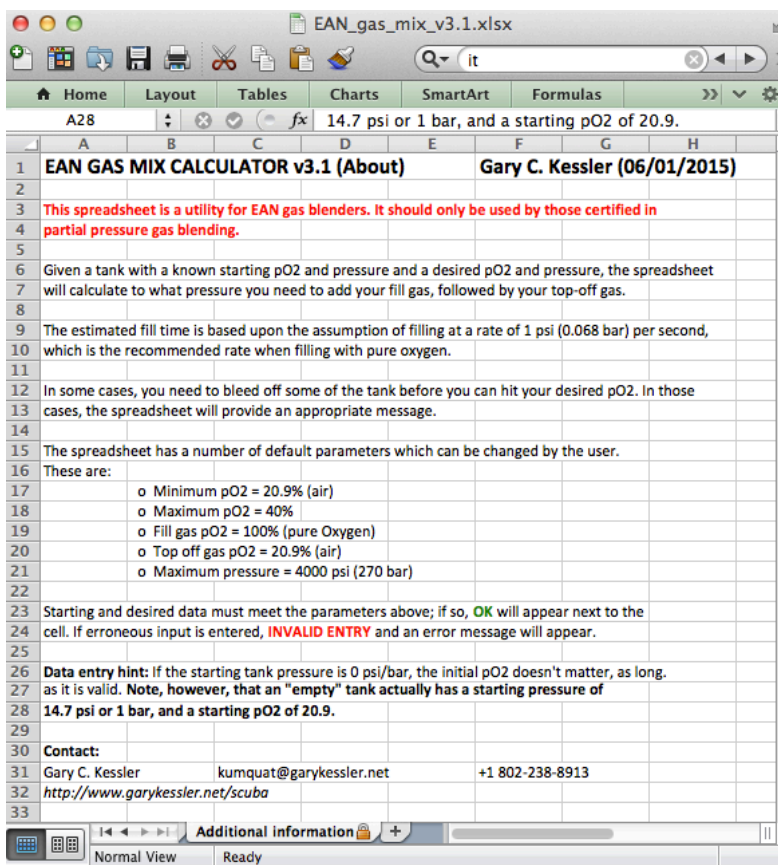 EAN_gas_mix_v3.1.xlsx
it
Home Layout Tables Charts SmartArt Formulas
A28 fx 14.7 psi or 1 bar, and a starting pO2 of 20.9.
A B C D E F G H
1 EAN GAS MIX CALCULATOR v3.1 (About) Gary C. Kessler (06/01/2015)
2
3 This spreadsheet is a utility for EAN gas blenders. It should only be used by those certified in
4 partial pressure gas blending.
5
6 Given a tank with a known starting pO2 and pressure and a desired pO2 and pressure, the spreadsheet
7 will calculate to what pressure you need to add your fill gas, followed by your top-off gas.
8
9 The estimated fill time is based upon the assumption of filling at a rate of 1 psi (0.068 bar) per second,
10 which is the recommended rate when filling with pure oxygen.
11
12 In some cases, you need to bleed off some of the tank before you can hit your desired pO2. In those
13 cases, the spreadsheet will provide an appropriate message.
14
15 The spreadsheet has a number of default parameters which can be changed by the user.
16 These are:
17 o Minimum pO2 = 20.9% (air)
18 o Maximum pO2 = 40%
19 o Fill gas pO2 = 100% (pure Oxygen)
20 o Top off gas pO2 = 20.9% (air)
21 o Maximum pressure = 4000 psi (270 bar)
22
23 Starting and desired data must meet the parameters above; if so, OK will appear next to the
24 cell. If erroneous input is entered, INVALID ENTRY and an error message will appear.
25
26 Data entry hint: If the starting tank pressure is 0 psi/bar, the initial pO2 doesn't matter, as long.
27 as it is valid. Note, however, that an "empty" tank actually has a starting pressure of
28 14.7 psi or 1 bar, and a starting pO2 of 20.9.
29
30 Contact:
31 Gary C. Kessler kumquat@garykessler.net +1 802-238-8913
32 http://www.garykessler.net/scuba
33
Additional information
Normal View Ready